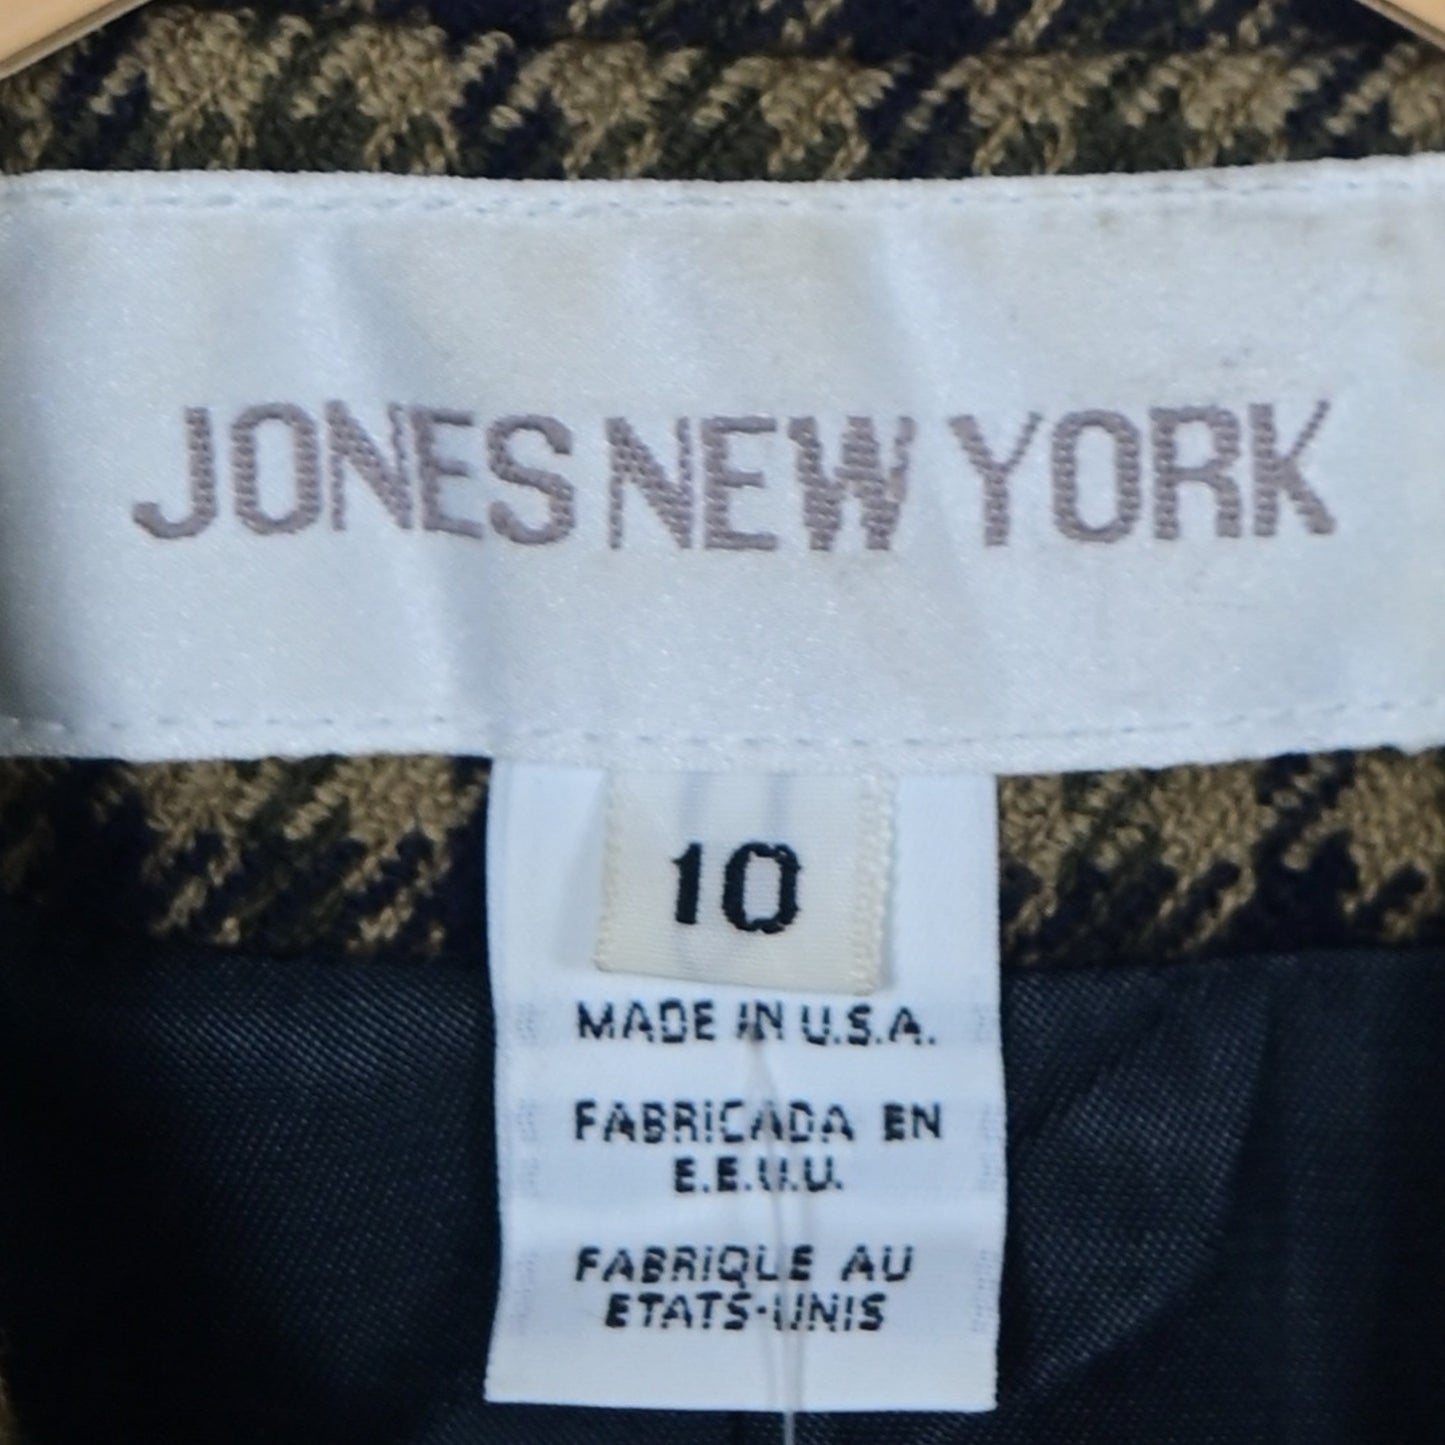 JONES NEW YORK
10
MADE IN U.S.A.
FABRICADA EN
E.E.U.U.
FABRIQUE AU
ETATS-UNIS